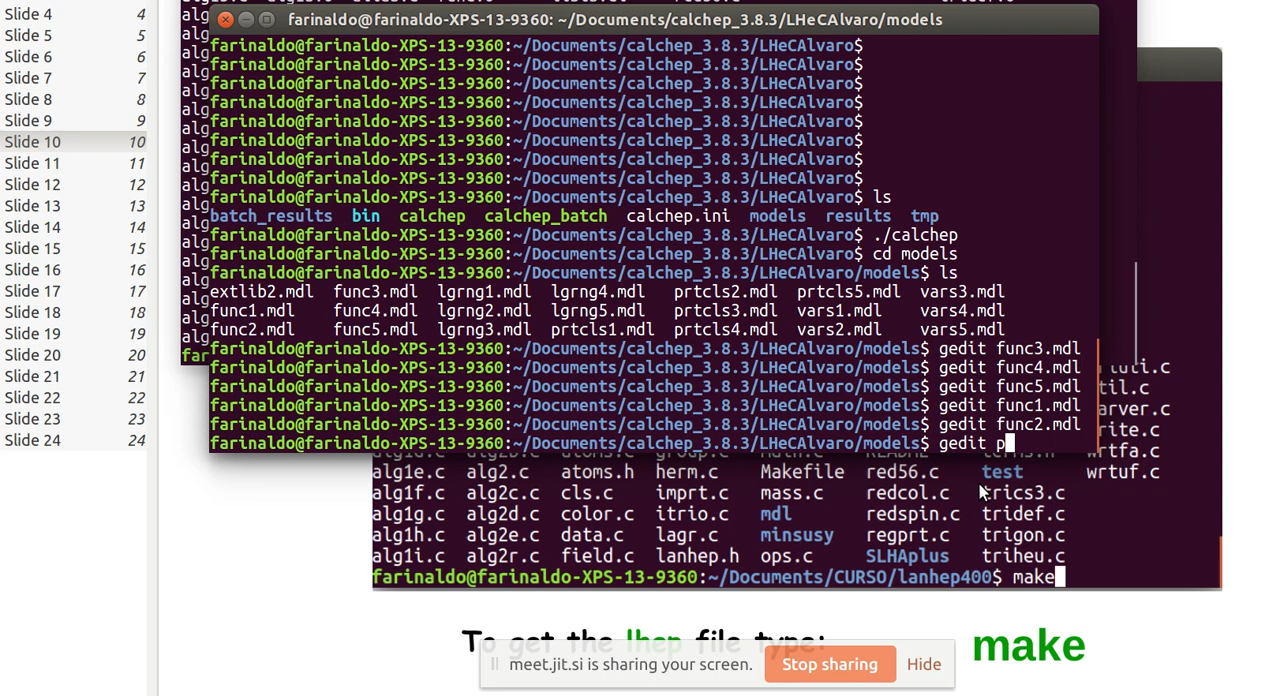 Slide 4 4
Slide 5 5
Slide 6 6
Slide 7 7
Slide 8 8
Slide 9 9
Slide 10 10
Slide 11 11
Slide 12 12
Slide 13 13
Slide 14 14
Slide 15 15
Slide 16 16
Slide 17 17
Slide 18 18
Slide 19 19
Slide 20 20
Slide 21 21
Slide 22 22
Slide 23 23
Slide 24 24
farinaldo@farinaldo-XPS-13-9360: ~/Documents/calchep_3.8.3/LHeCAlvaro/models
farinaldo@farinaldo-XPS-13-9360:~/Documents/calchep_3.8.3/LHeCAlvaro$
farinaldo@farinaldo-XPS-13-9360:~/Documents/calchep_3.8.3/LHeCAlvaro$
farinaldo@farinaldo-XPS-13-9360:~/Documents/calchep_3.8.3/LHeCAlvaro$
farinaldo@farinaldo-XPS-13-9360:~/Documents/calchep_3.8.3/LHeCAlvaro$
farinaldo@farinaldo-XPS-13-9360:~/Documents/calchep_3.8.3/LHeCAlvaro$
farinaldo@farinaldo-XPS-13-9360:~/Documents/calchep_3.8.3/LHeCAlvaro$
farinaldo@farinaldo-XPS-13-9360:~/Documents/calchep_3.8.3/LHeCAlvaro$
farinaldo@farinaldo-XPS-13-9360:~/Documents/calchep_3.8.3/LHeCAlvaro$
farinaldo@farinaldo-XPS-13-9360:~/Documents/calchep_3.8.3/LHeCAlvaro$ ls
batch_results bin calchep calchep_batch calchep.ini models results tmp
farinaldo@farinaldo-XPS-13-9360:~/Documents/calchep_3.8.3/LHeCAlvaro$ ./calchep
farinaldo@farinaldo-XPS-13-9360:~/Documents/calchep_3.8.3/LHeCAlvaro$ cd models
farinaldo@farinaldo-XPS-13-9360:~/Documents/calchep_3.8.3/LHeCAlvaro/models$ ls
extlib2.mdl func3.mdl lgrng1.mdl lgrng4.mdl prtcls2.mdl prtcls5.mdl vars3.mdl
func1.mdl func4.mdl lgrng2.mdl lgrng5.mdl prtcls3.mdl vars1.mdl vars4.mdl
func2.mdl func5.mdl lgrng3.mdl prtcls1.mdl prtcls4.mdl vars2.mdl vars5.mdl
farinaldo@farinaldo-XPS-13-9360:~/Documents/calchep_3.8.3/LHeCAlvaro/models$ gedit func3.mdl
farinaldo@farinaldo-XPS-13-9360:~/Documents/calchep_3.8.3/LHeCAlvaro/models$ gedit func4.mdl
farinaldo@farinaldo-XPS-13-9360:~/Documents/calchep_3.8.3/LHeCAlvaro/models$ gedit func5.mdl
farinaldo@farinaldo-XPS-13-9360:~/Documents/calchep_3.8.3/LHeCAlvaro/models$ gedit func1.mdl
farinaldo@farinaldo-XPS-13-9360:~/Documents/calchep_3.8.3/LHeCAlvaro/models$ gedit func2.mdl
farinaldo@farinaldo-XPS-13-9360:~/Documents/calchep_3.8.3/LHeCAlvaro/models$ gedit p
alg1e.c alg2.c atoms.h herm.c Makefile red56.c test wrtuf.c
alg1f.c alg2c.c cls.c imprt.c mass.c redcol.c trics3.c
alg1g.c alg2d.c color.c itrio.c mdl redspin.c tridef.c
alg1h.c alg2e.c data.c lagr.c minsusy regprt.c trigon.c
alg1i.c alg2r.c field.c lanhep.h ops.c SLHAplus triheu.c
farinaldo@farinaldo-XPS-13-9360:~/Documents/CURSO/lanhep400$ make
To get the lhep file type: make
meet.jit.si is sharing your screen. Stop sharing Hide